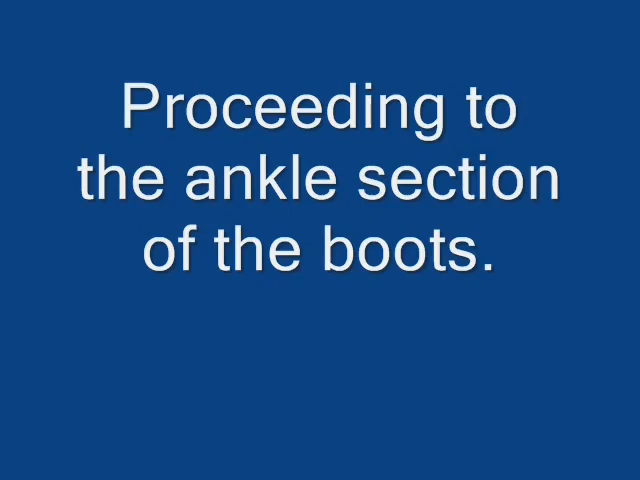 Proceeding to
the ankle section
of the boots.